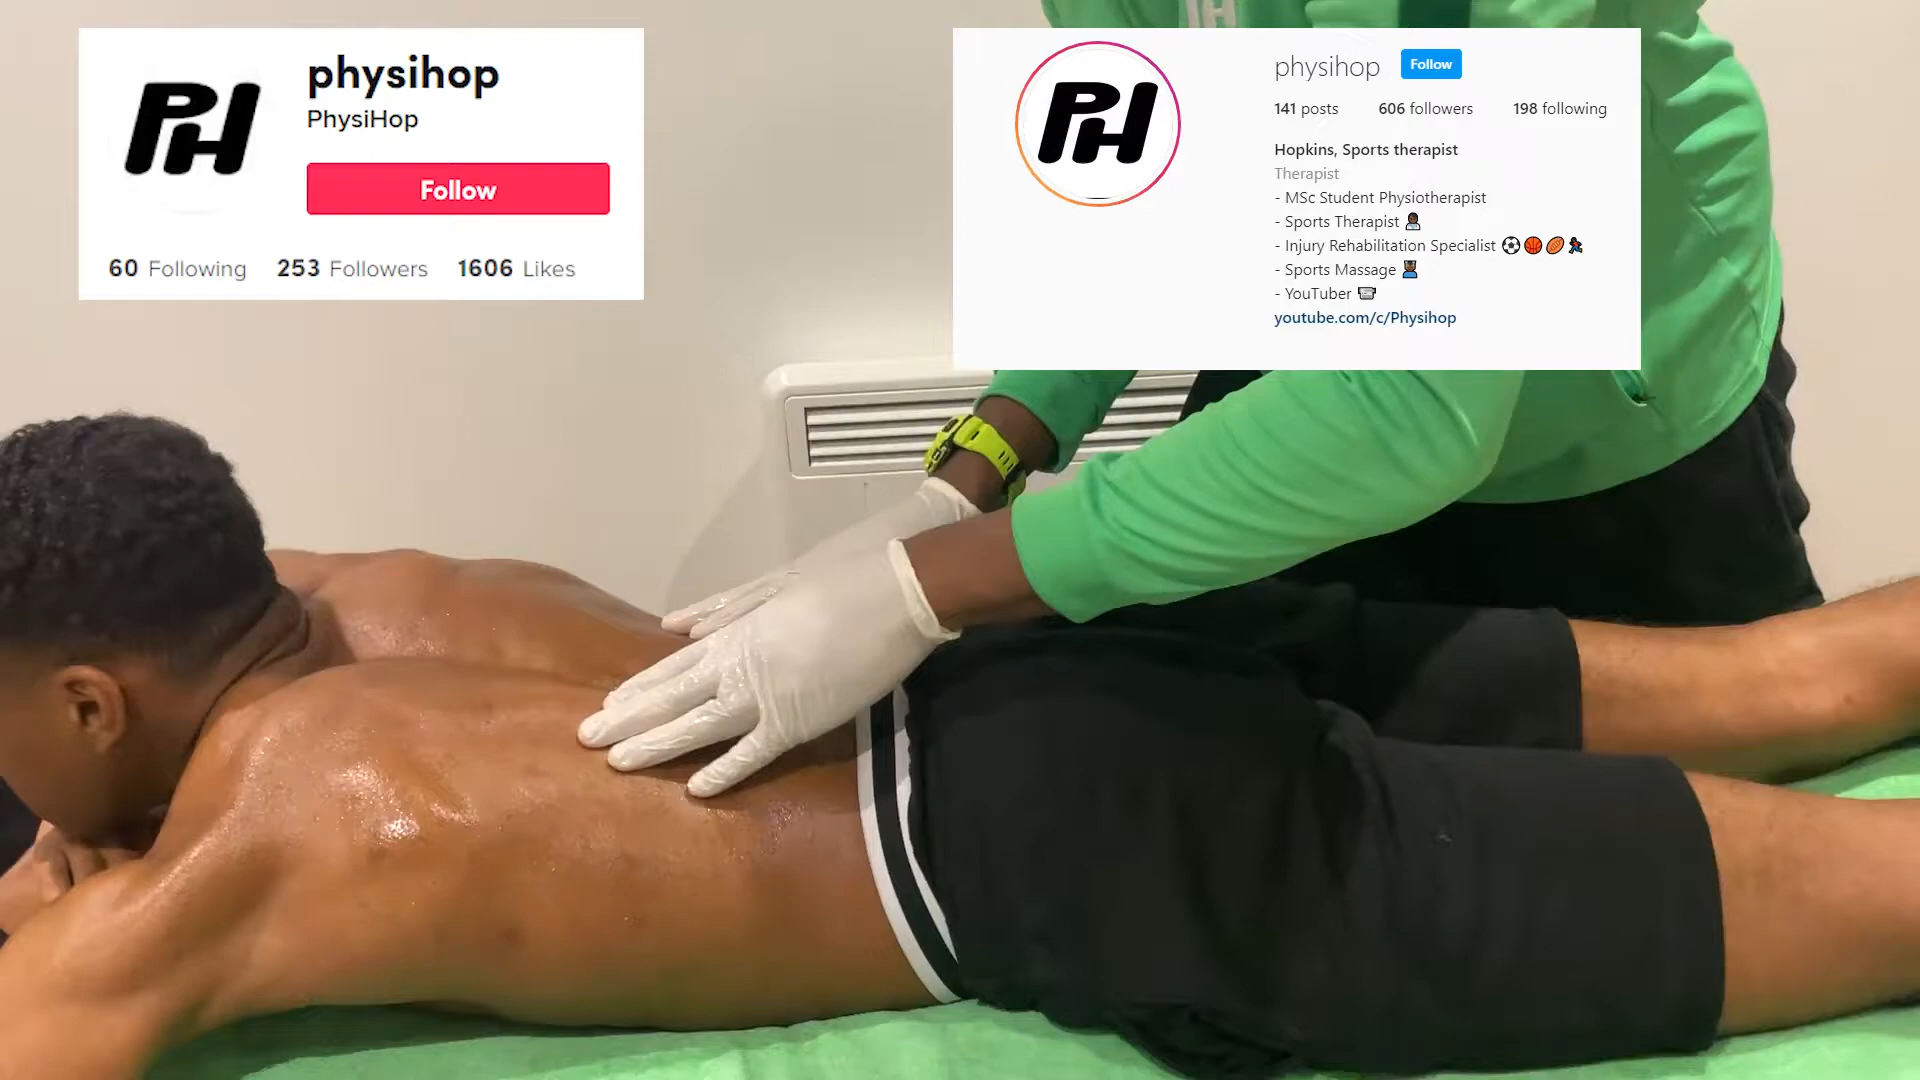 PH
physihop
PhysiHop
Follow
60 Following 253 Followers 1606 Likes
PH
physihop Follow
141 posts 606 followers 198 following
Hopkins, Sports therapist
Therapist
- MSc Student Physiotherapist
- Sports Therapist 👨🏿‍⚕️
- Injury Rehabilitation Specialist ⚽🏀🏉
- Sports Massage
- YouTuber
youtube.com/c/Physihop